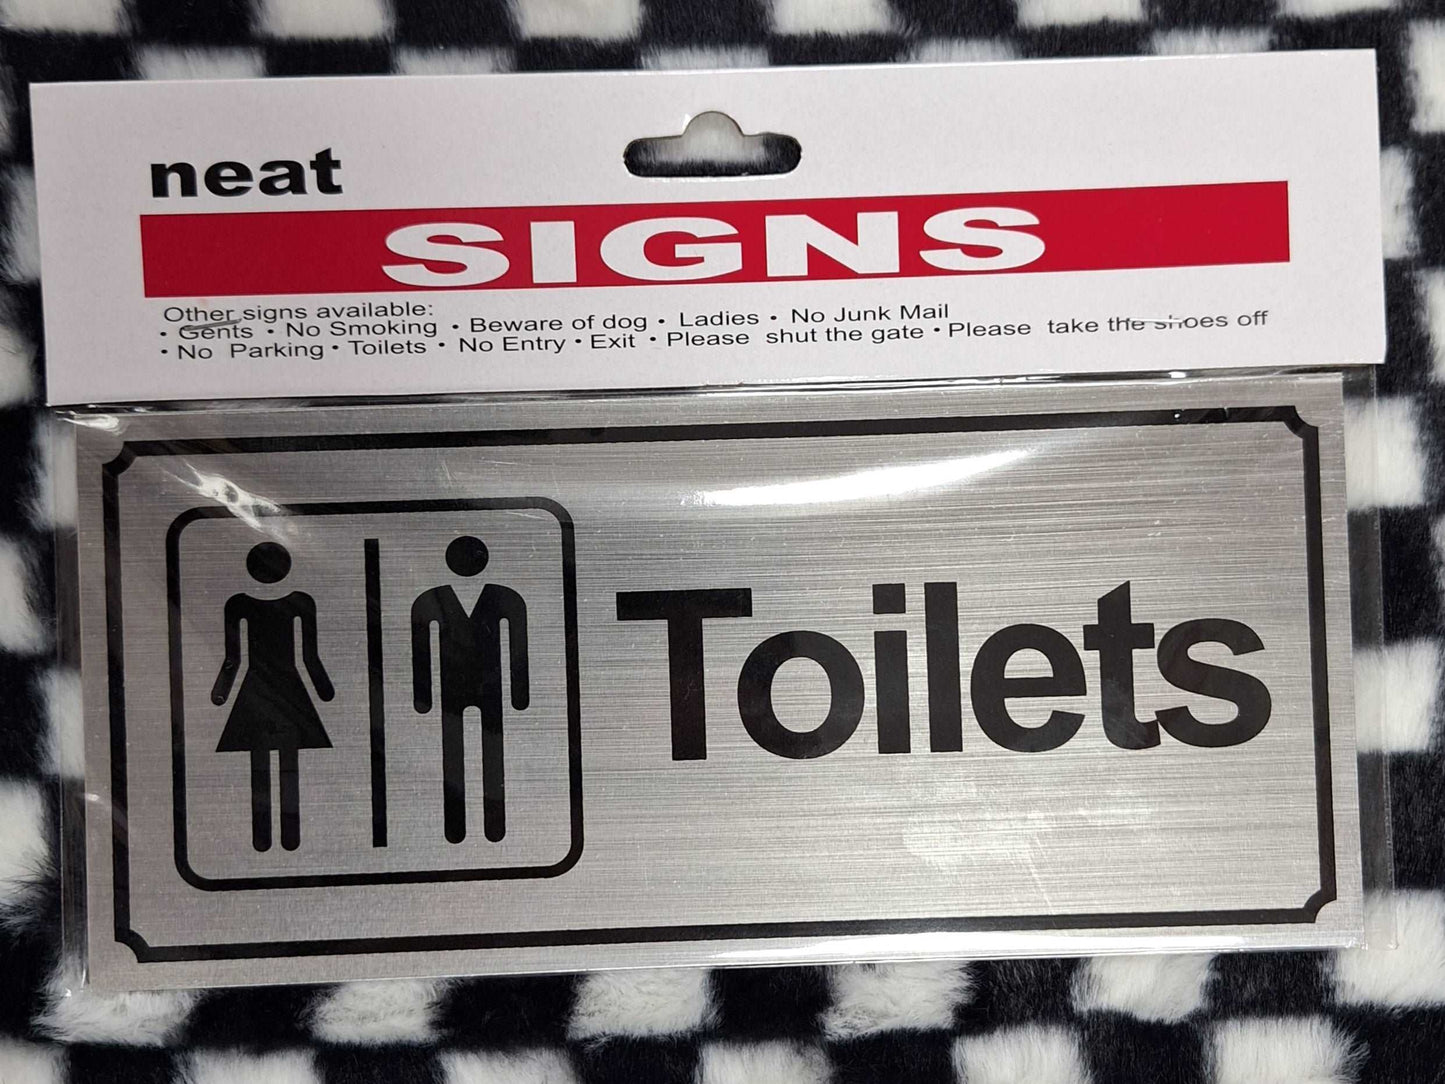 neat
SIGNS
Other signs available:
• Gents • No Smoking • Beware of dog • Ladies • No Junk Mail
• No Parking • Toilets • No Entry • Exit • Please shut the gate • Please take the shoes off
Toilets